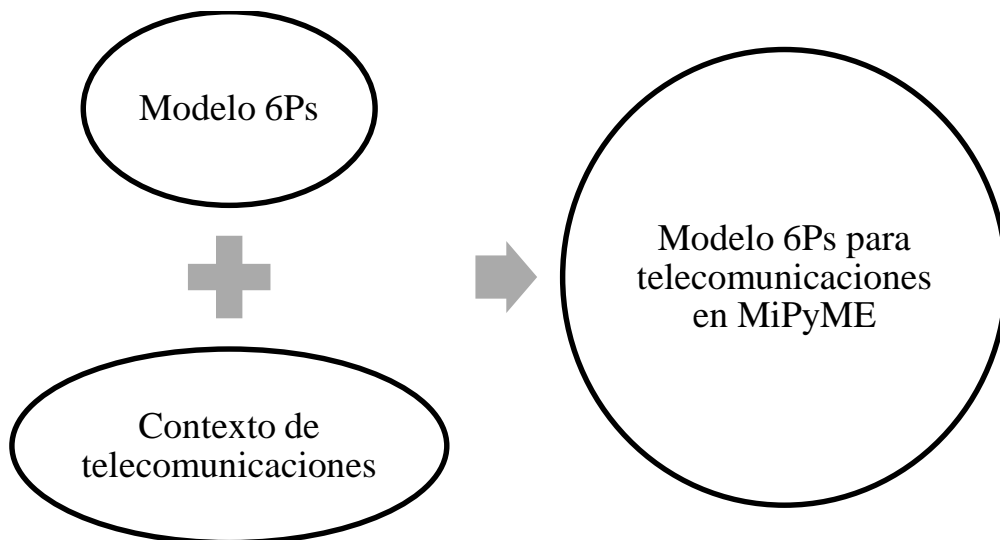 Modelo 6Ps
Contexto de
telecomunicaciones
Modelo 6Ps para
telecomunicaciones
en MiPyME